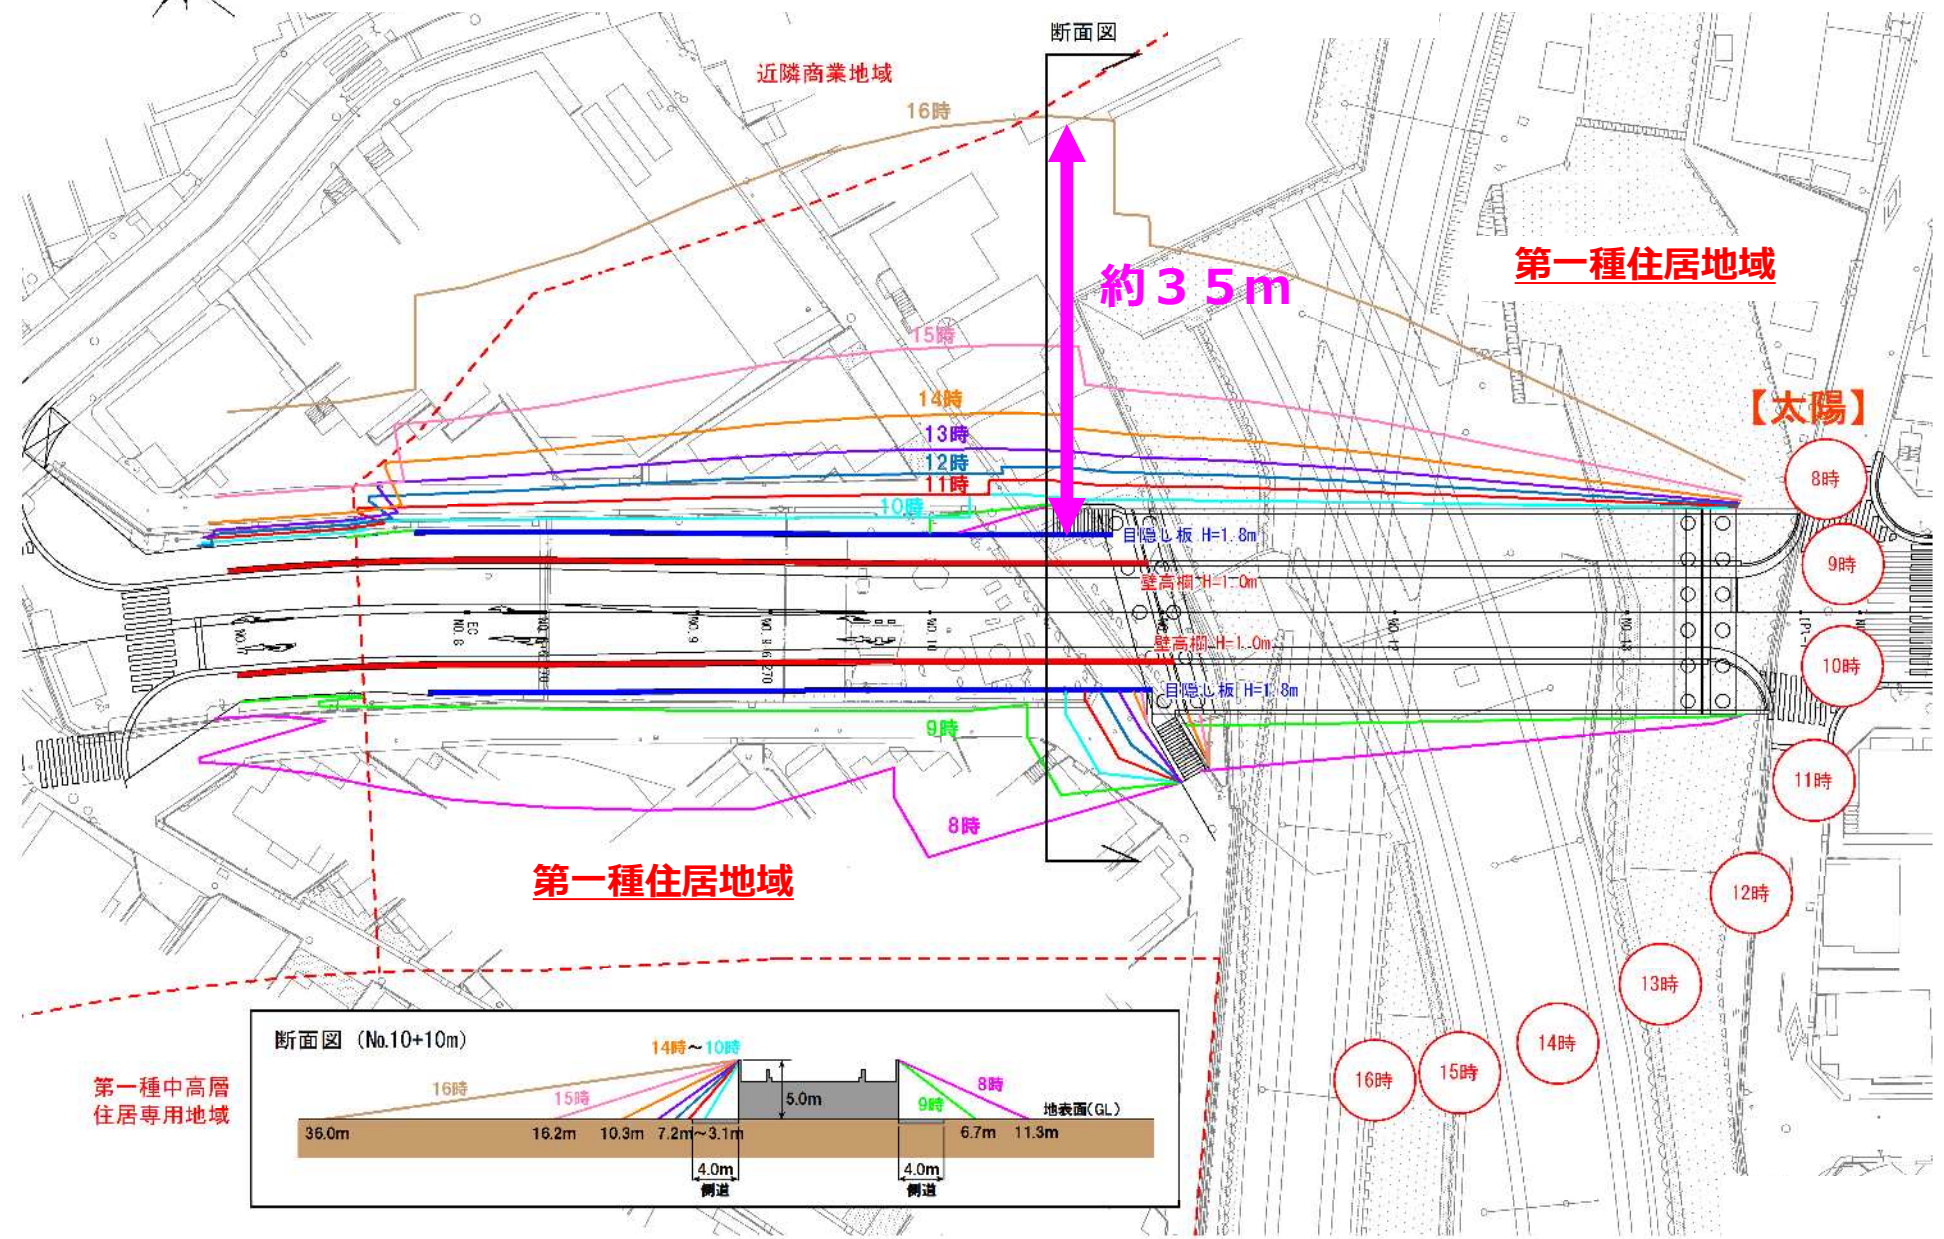 断面図
近隣商業地域
16時
第一種住居地域
約３５ｍ
15時
【太陽】
14時
13時
12時
11時
10時
8時
目隠し板 H=1.8m
9時
壁高欄 H=1.0m
EC
NO.8
NO.9
NO.10
壁高欄 H=1.0m
10時
目隠し板 H=1.8m
9時
11時
8時
第一種住居地域
12時
13時
断面図 (No.10+10m)
14時～10時
14時
15時
16時
第一種中高層
住居専用地域
16時
15時
5.0m
8時
9時
地表面(GL)
36.0m
16.2m
10.3m
7.2m～3.1m
6.7m
11.3m
4.0m
側道
4.0m
側道